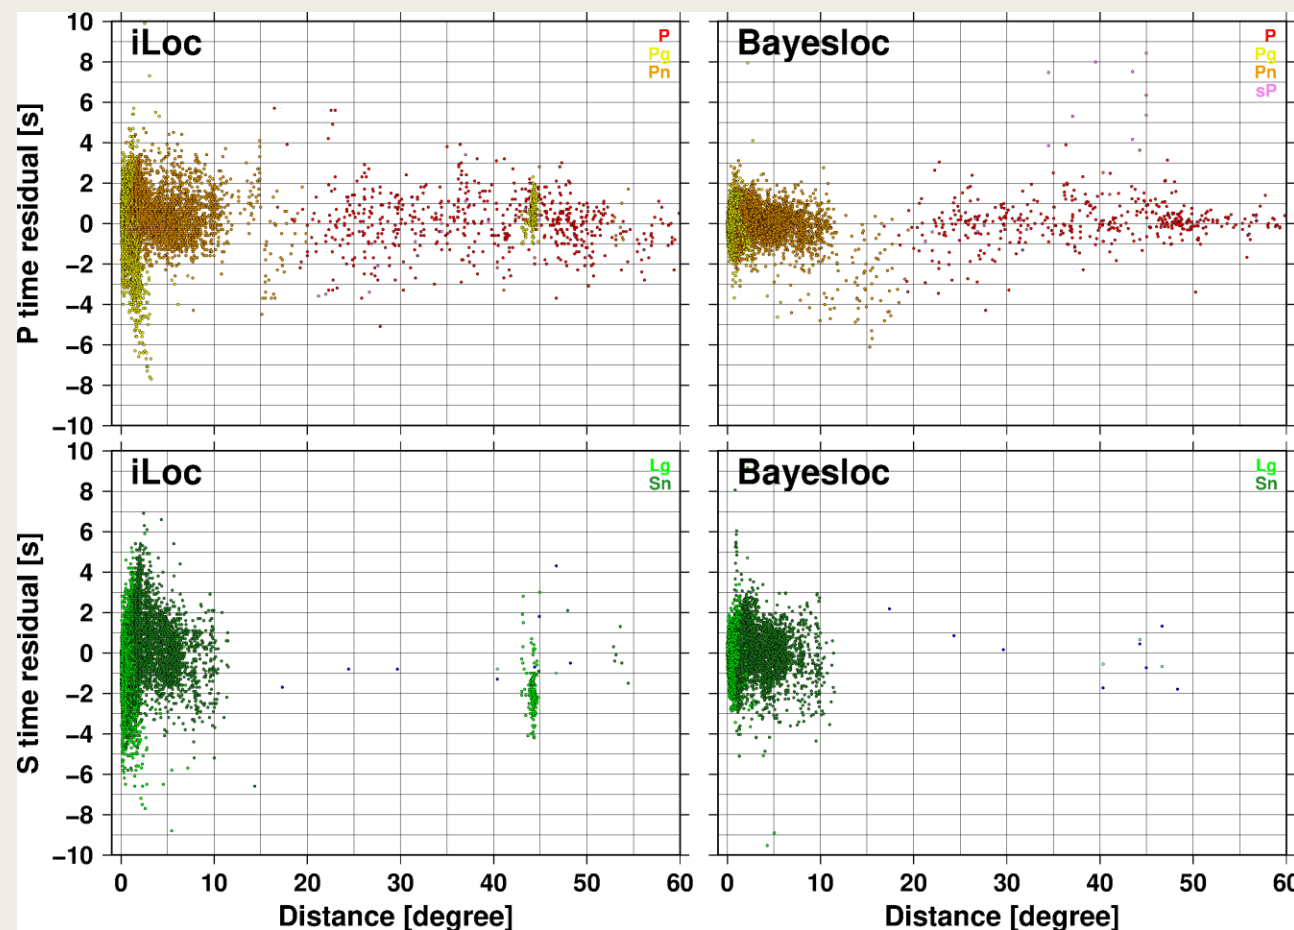 iLoc
P
Pg
Pn
Bayesloc
P
Pg
Pn
sP
P time residual [s]
10
8
6
4
2
0
−2
−4
−6
−8
−10
iLoc
Lg
Sn
Bayesloc
Lg
Sn
S time residual [s]
10
8
6
4
2
0
−2
−4
−6
−8
−10
0 10 20 30 40 50 60
0 10 20 30 40 50 60
Distance [degree]
Distance [degree]